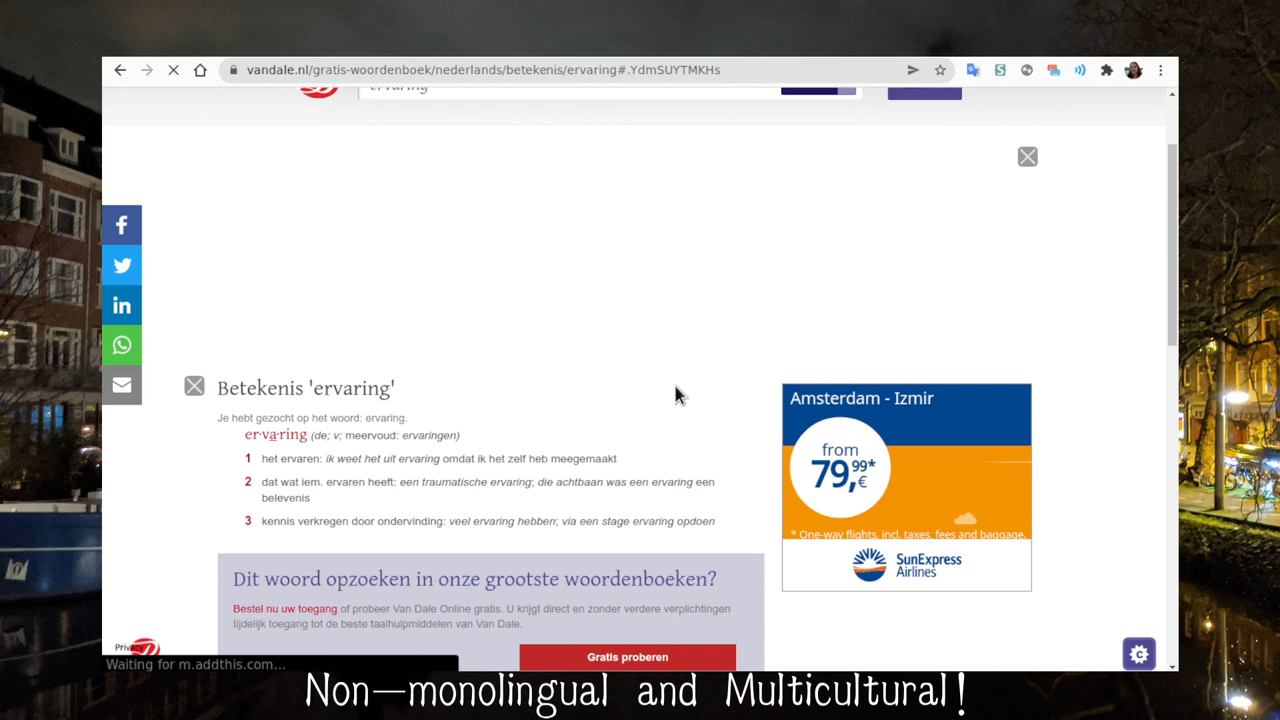 vandale.nl/gratis-woordenboek/nederlands/betekenis/ervaring#.YdmSUYTMKHs
ervaring
Betekenis 'ervaring'
Je hebt gezocht op het woord: ervaring.
er·va·ring (de; v; meervoud: ervaringen)
1 het ervaren: ik weet het uit ervaring omdat ik het zelf heb meegemaakt
2 dat wat iem. ervaren heeft: een traumatische ervaring; die achtbaan was een ervaring een
belevenis
3 kennis verkregen door ondervinding: veel ervaring hebben; via een stage ervaring opdoen
Amsterdam - Izmir
from
79,99*
€
* One-way flights, incl. taxes, fees and baggage.
SunExpress
Airlines
Dit woord opzoeken in onze grootste woordenboeken?
Bestel nu uw toegang of probeer Van Dale Online gratis. U krijgt direct en zonder verdere verplichtingen
tijdelijk toegang tot de beste taalhulpmiddelen van Van Dale.
Gratis proberen
Waiting for m.addthis.com...
Non-monolingual and Multicultural!